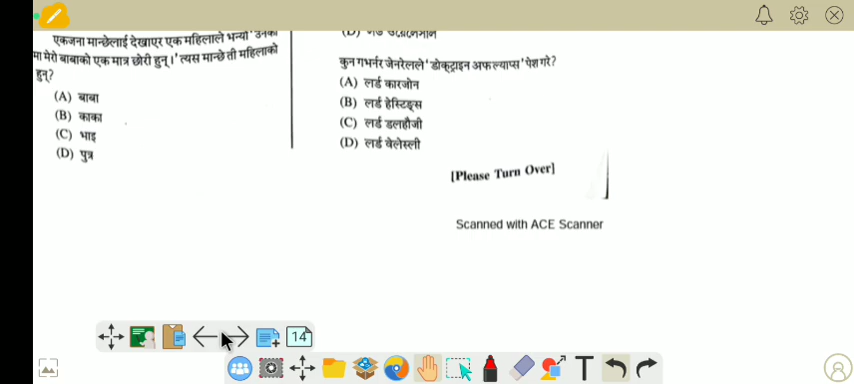 एकजना मान्छेलाई देखाएर एक महिलाले भन्यो 'उनका
मा मेरो बाबाको एक मात्र छोरी हुन्।' त्यस मान्छे ती महिलाको
हुन्?
(A) बाबा
(B) काका
(C) भाइ
(D) पुत्र
(D)
कुन गभर्नर जेनरेलले 'डोक्ट्राइन अफ ल्याप्स' पेश गरे?
(A) लर्ड कारजोन
(B) लर्ड हेस्टिङ्स
(C) लर्ड डलहौजी
(D) लर्ड वेलेस्ली
[Please Turn Over]
Scanned with ACE Scanner
14
T